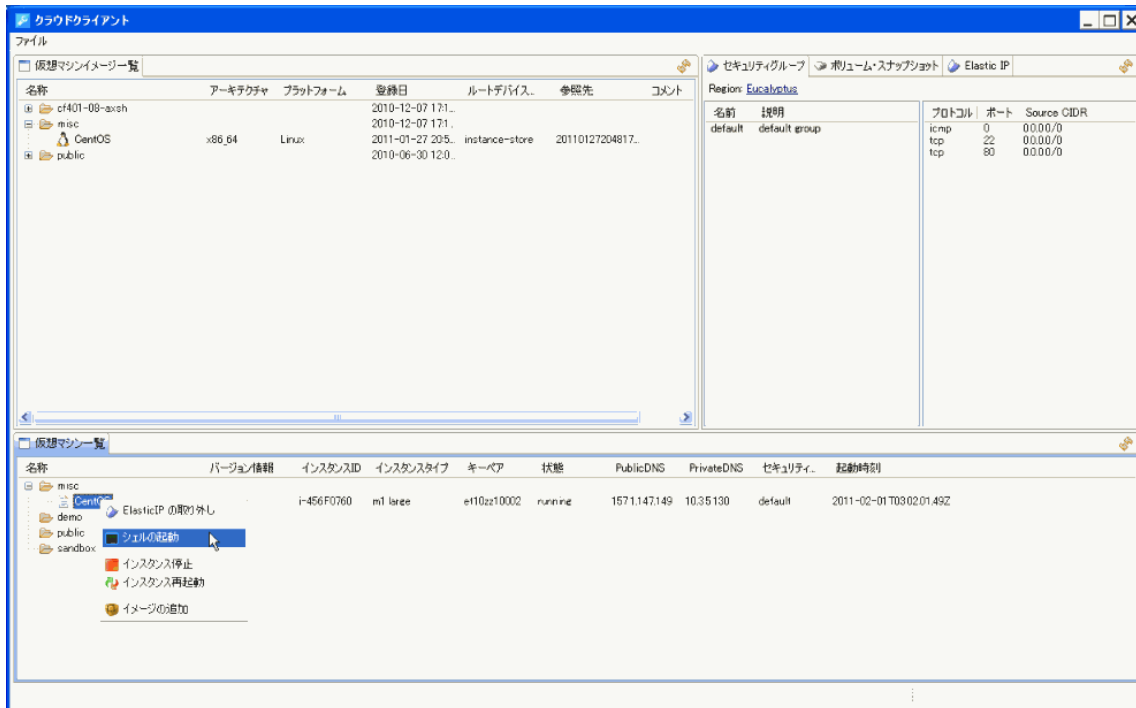 クラウドクライアント
ファイル
仮想マシンイメージ一覧
名称 アーキテクチャ プラットフォーム 登録日 ルートデバイス... 参照先 コメント
cf401-08-axsh 2010-12-07 17:1...
misc 2010-12-07 17:1...
CentOS x86_64 Linux 2011-01-27 20:5... instance-store 20110127204817...
public 2010-06-30 12:0...
セキュリティグループ ボリューム・スナップショット Elastic IP
Region: Eucalyptus
名前 説明
default default group
プロトコル ポート Source CIDR
icmp 0 0.0.0.0/0
tcp 22 0.0.0.0/0
tcp 80 0.0.0.0/0
仮想マシン一覧
名称 バージョン情報 インスタンスID インスタンスタイプ キーペア 状態 PublicDNS PrivateDNS セキュリティ... 起動時刻
misc
CentOS i-456F0760 m1.large ef10zz10002 running 157.1.147.149 10.3.5.130 default 2011-02-01T03:02:01.49Z
demo
public
sandbox
ElasticIP の取り外し
シェルの起動
インスタンス停止
インスタンス再起動
イメージの追加